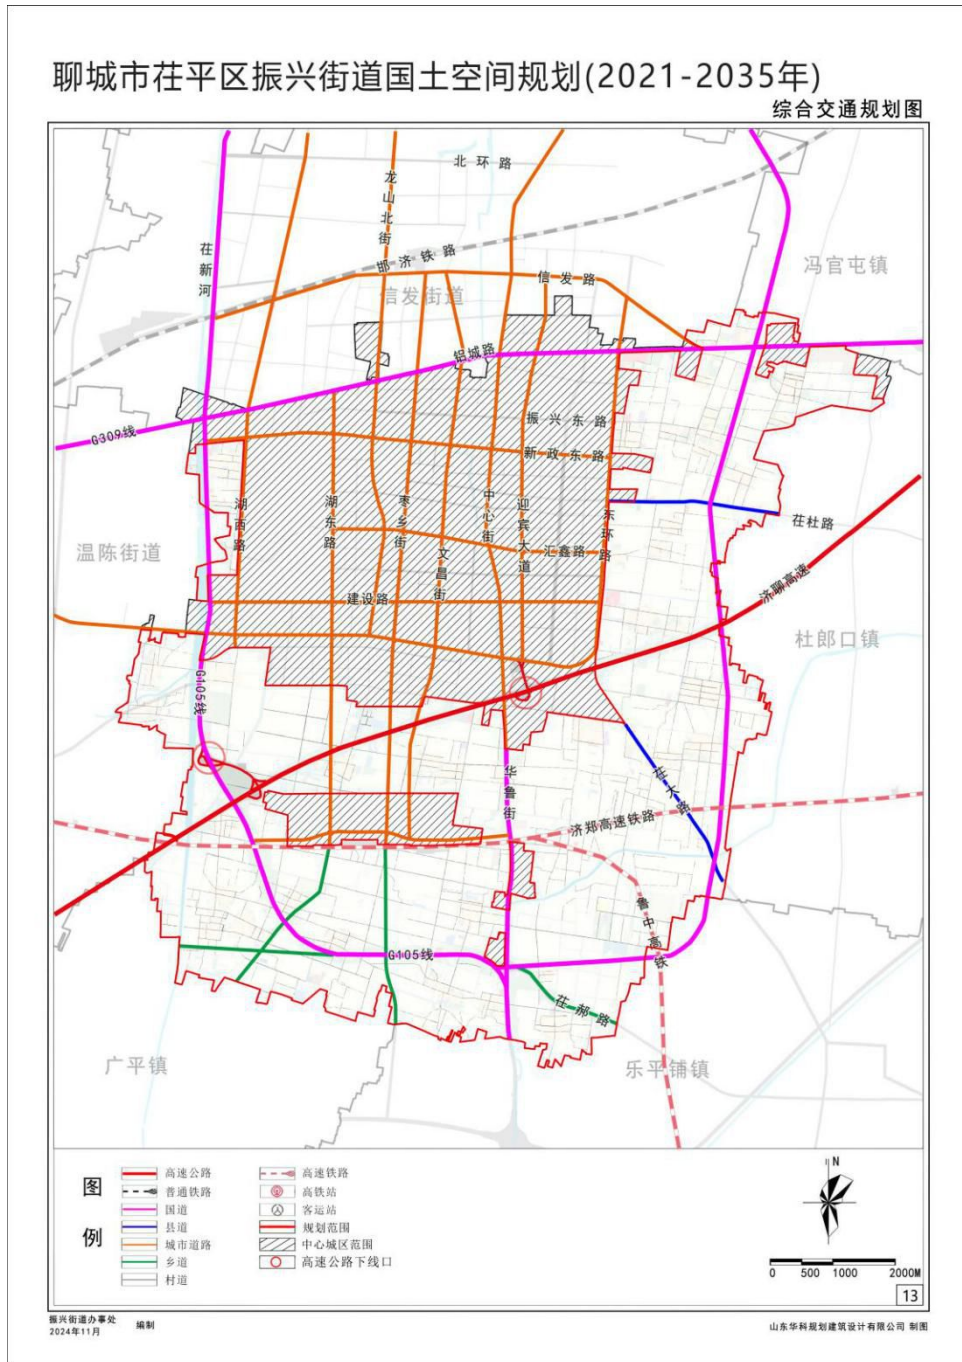 聊城市茌平区振兴街道国土空间规划(2021-2035年)
综合交通规划图
北环路
龙山北街
茌新河
邯济铁路
信发路
信发街道
冯官屯镇
铝城路
G309线
振兴东路
新政东路
湖西路
湖东路
枣乡街
中心街
迎宾大道
东环路
茌杜路
温陈街道
文昌街
汇鑫路
济聊高速
建设路
杜郎口镇
G105线
华鲁街
茌大路
济郑高速铁路
鲁中高铁
G105线
茌郝路
广平镇
乐平铺镇
图例
高速公路
普通铁路
国道
县道
城市道路
乡道
村道
高速铁路
高铁站
客运站
规划范围
中心城区范围
高速公路下线口
N
0 500 1000 2000M
13
振兴街道办事处
2024年11月
编制
山东华科规划建筑设计有限公司 制图